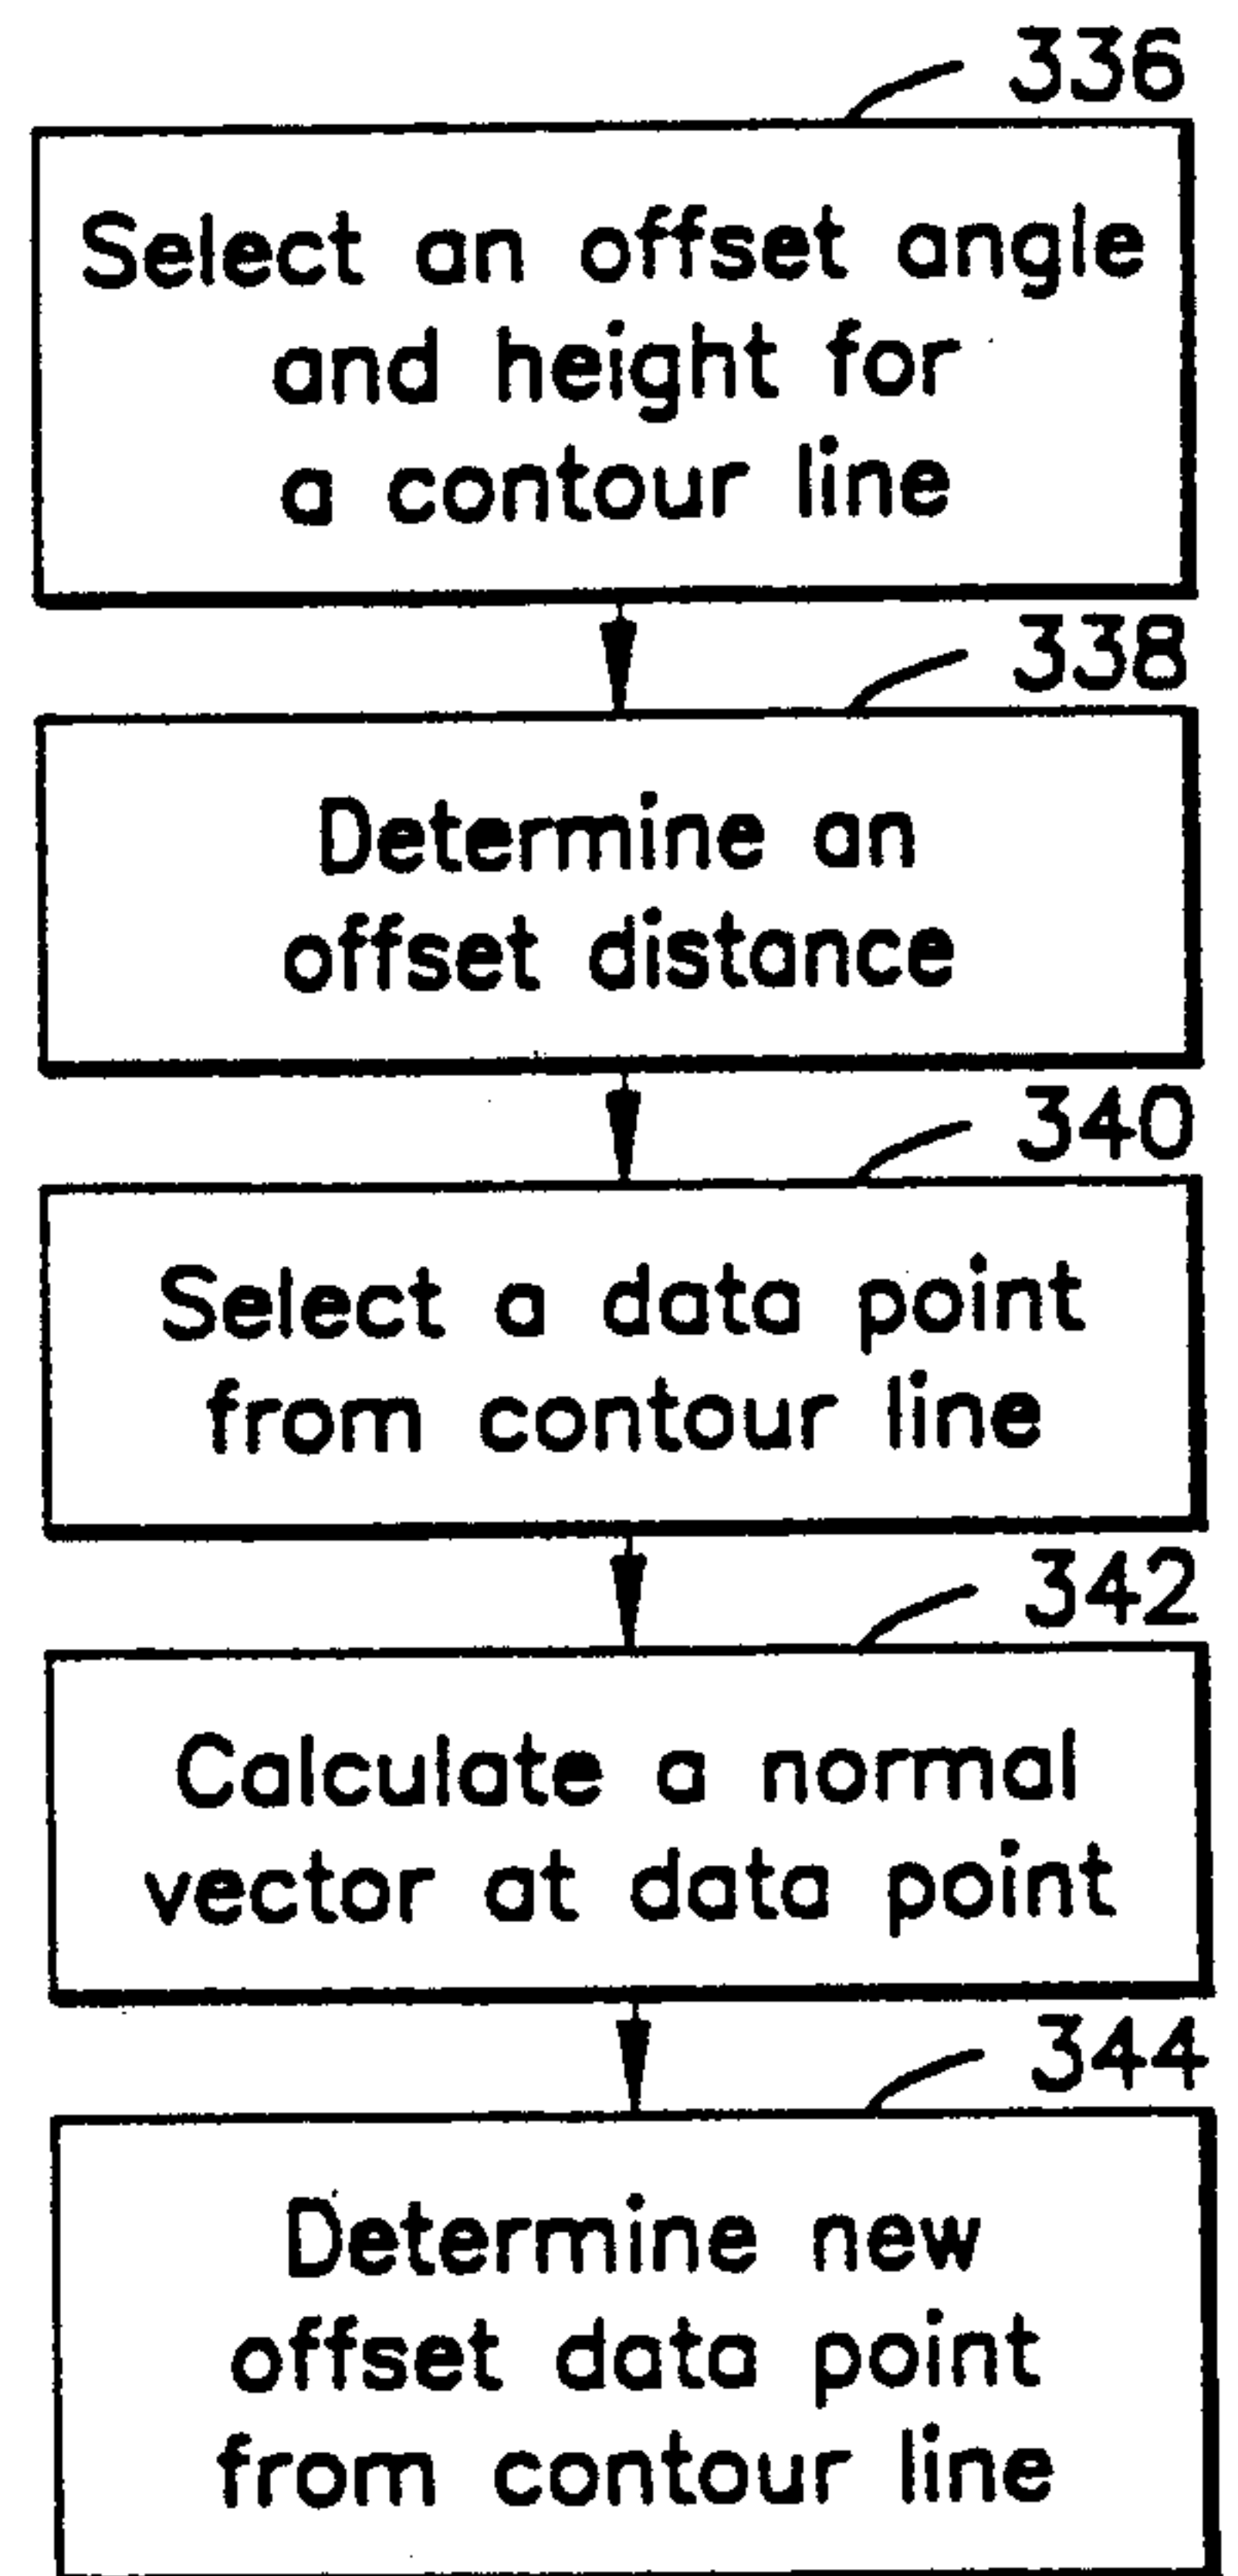 336
Select an offset angle
and height for
a contour line
338
Determine an
offset distance
340
Select a data point
from contour line
342
Calculate a normal
vector at data point
344
Determine new
offset data point
from contour line